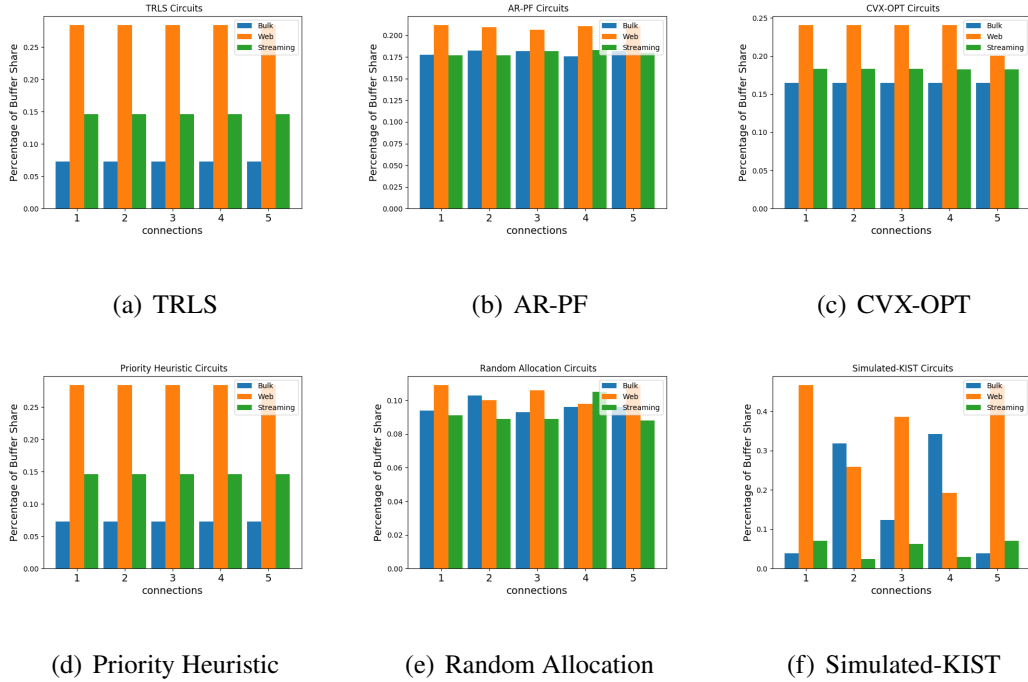 TRLS Circuits
Percentage of Buffer Share
0.25
0.20
0.15
0.10
0.05
0.00
Bulk
Web
Streaming
1 2 3 4 5
connections
(a) TRLS
AR-PF Circuits
Percentage of Buffer Share
0.200
0.175
0.150
0.125
0.100
0.075
0.050
0.025
0.000
Bulk
Web
Streaming
1 2 3 4 5
connections
(b) AR-PF
CVX-OPT Circuits
Percentage of Buffer Share
0.25
0.20
0.15
0.10
0.05
0.00
Bulk
Web
Streaming
1 2 3 4 5
connections
(c) CVX-OPT
Priority Heuristic Circuits
Percentage of Buffer Share
0.25
0.20
0.15
0.10
0.05
0.00
Bulk
Web
Streaming
1 2 3 4 5
connections
(d) Priority Heuristic
Random Allocation Circuits
Percentage of Buffer Share
0.10
0.08
0.06
0.04
0.02
0.00
Bulk
Web
Streaming
1 2 3 4 5
connections
(e) Random Allocation
Simulated-KIST Circuits
Percentage of Buffer Share
0.4
0.3
0.2
0.1
0.0
Bulk
Web
Streaming
1 2 3 4 5
connections
(f) Simulated-KIST